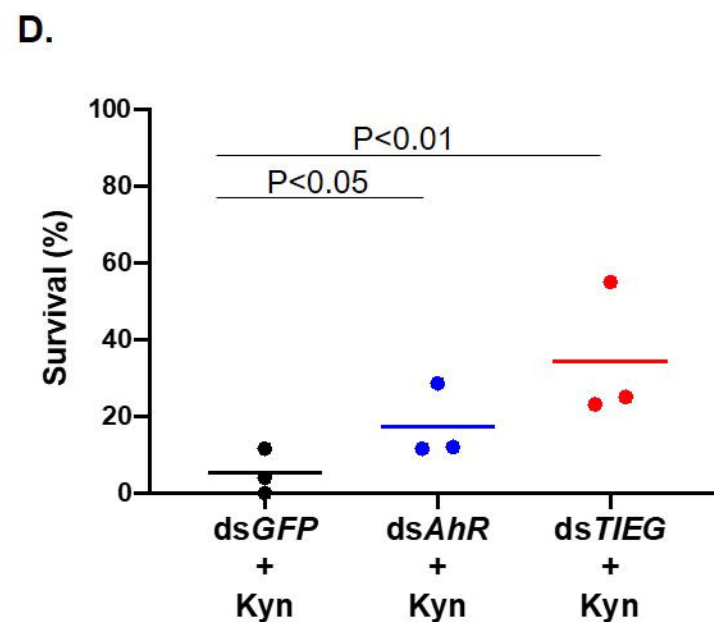 D.
100
P<0.01
80
P<0.05
60
40
20
0
Survival (%)
dsGFP dsAhR dsTIEG
+ + +
Kyn Kyn Kyn